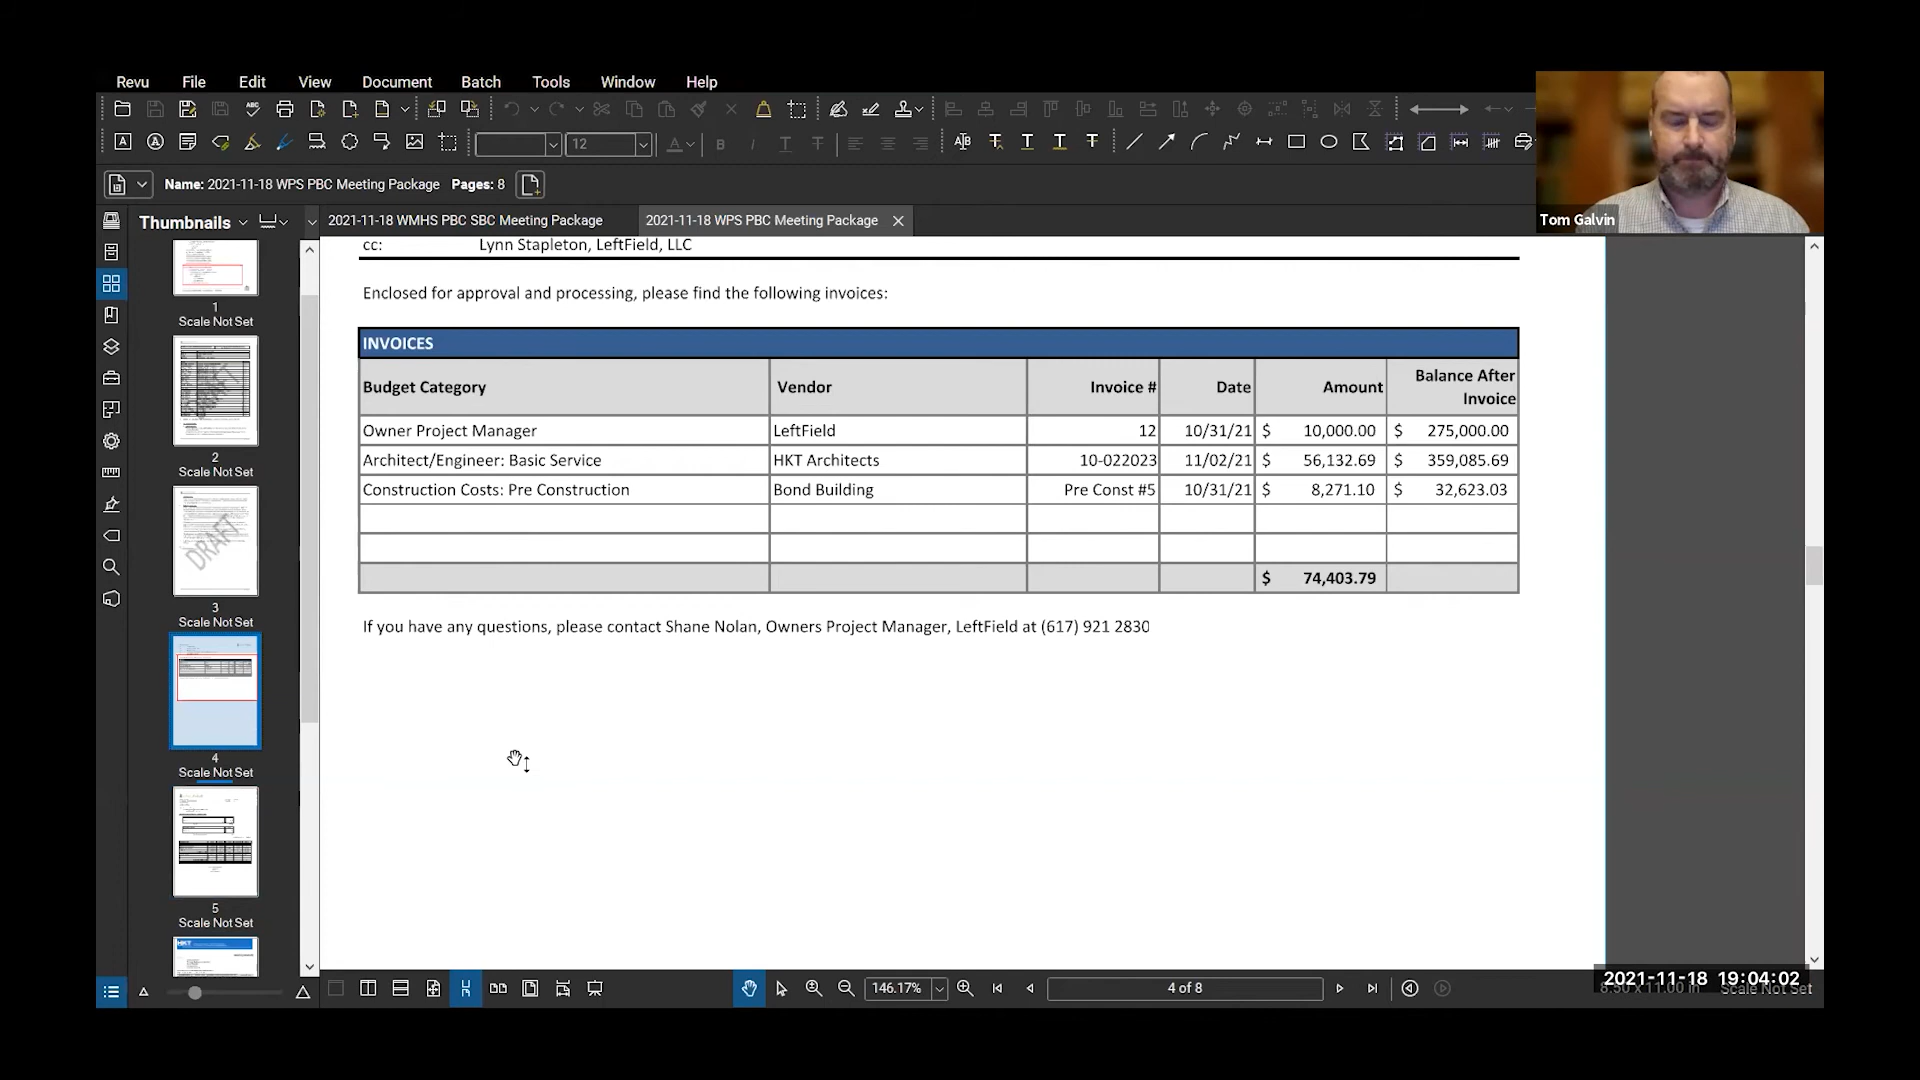 Revu File Edit View Document Batch Tools Window Help
12
Name: 2021-11-18 WPS PBC Meeting Package Pages: 8
Thumbnails
2021-11-18 WMHS PBC SBC Meeting Package
2021-11-18 WPS PBC Meeting Package
Tom Galvin
1
Scale Not Set
2
Scale Not Set
DRAFT
3
Scale Not Set
4
Scale Not Set
5
Scale Not Set
HKT
cc: Lynn Stapleton, LeftField, LLC
Enclosed for approval and processing, please find the following invoices:
INVOICES
Budget Category Vendor Invoice # Date Amount Balance After Invoice
Owner Project Manager LeftField 12 10/31/21 $ 10,000.00 $ 275,000.00
Architect/Engineer: Basic Service HKT Architects 10-022023 11/02/21 $ 56,132.69 $ 359,085.69
Construction Costs: Pre Construction Bond Building Pre Const #5 10/31/21 $ 8,271.10 $ 32,623.03
$ 74,403.79
If you have any questions, please contact Shane Nolan, Owners Project Manager, LeftField at (617) 921 2830
146.17%
4 of 8
2021-11-18 19:04:02
8.50 x 11.00 in Scale Not Set